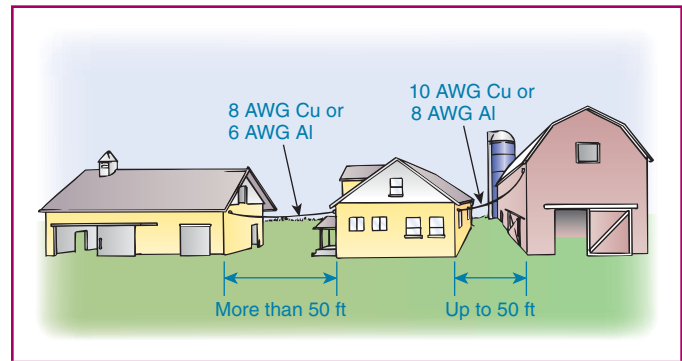 8 AWG Cu or
6 AWG Al
10 AWG Cu or
8 AWG Al
More than 50 ft
Up to 50 ft